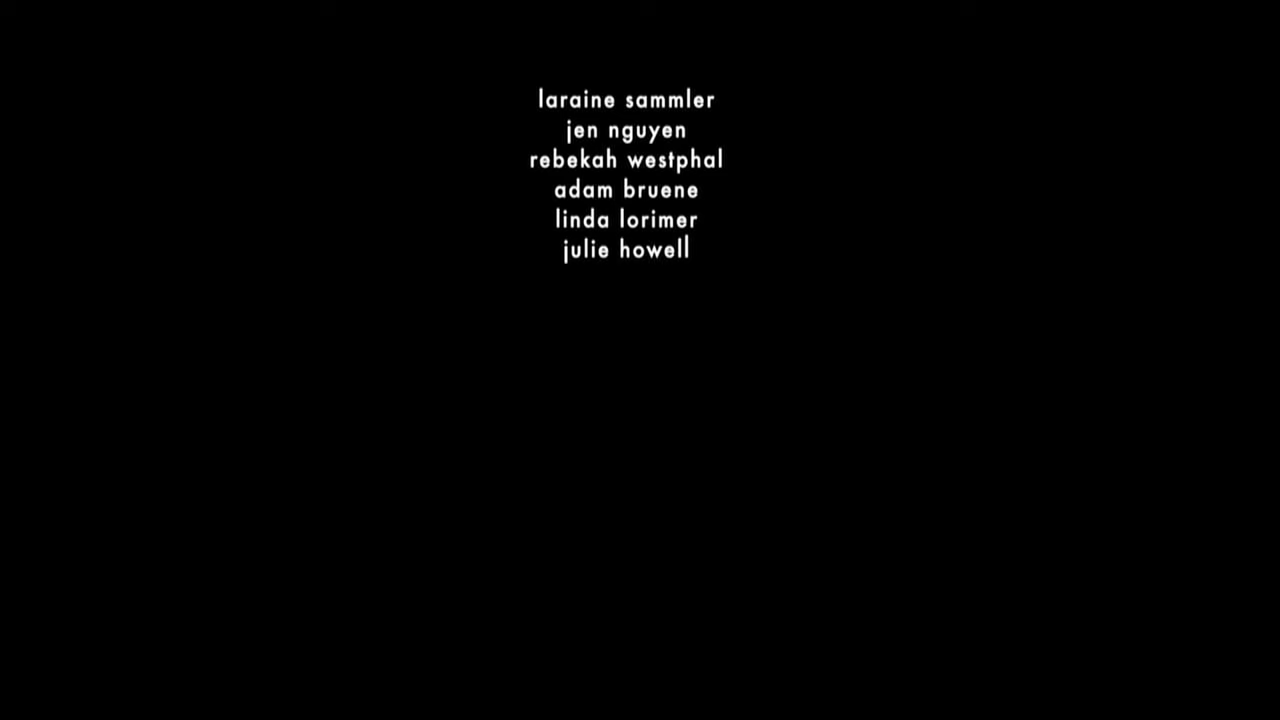 laraine sammler
jen nguyen
rebekah westphal
adam bruene
linda lorimer
julie howell